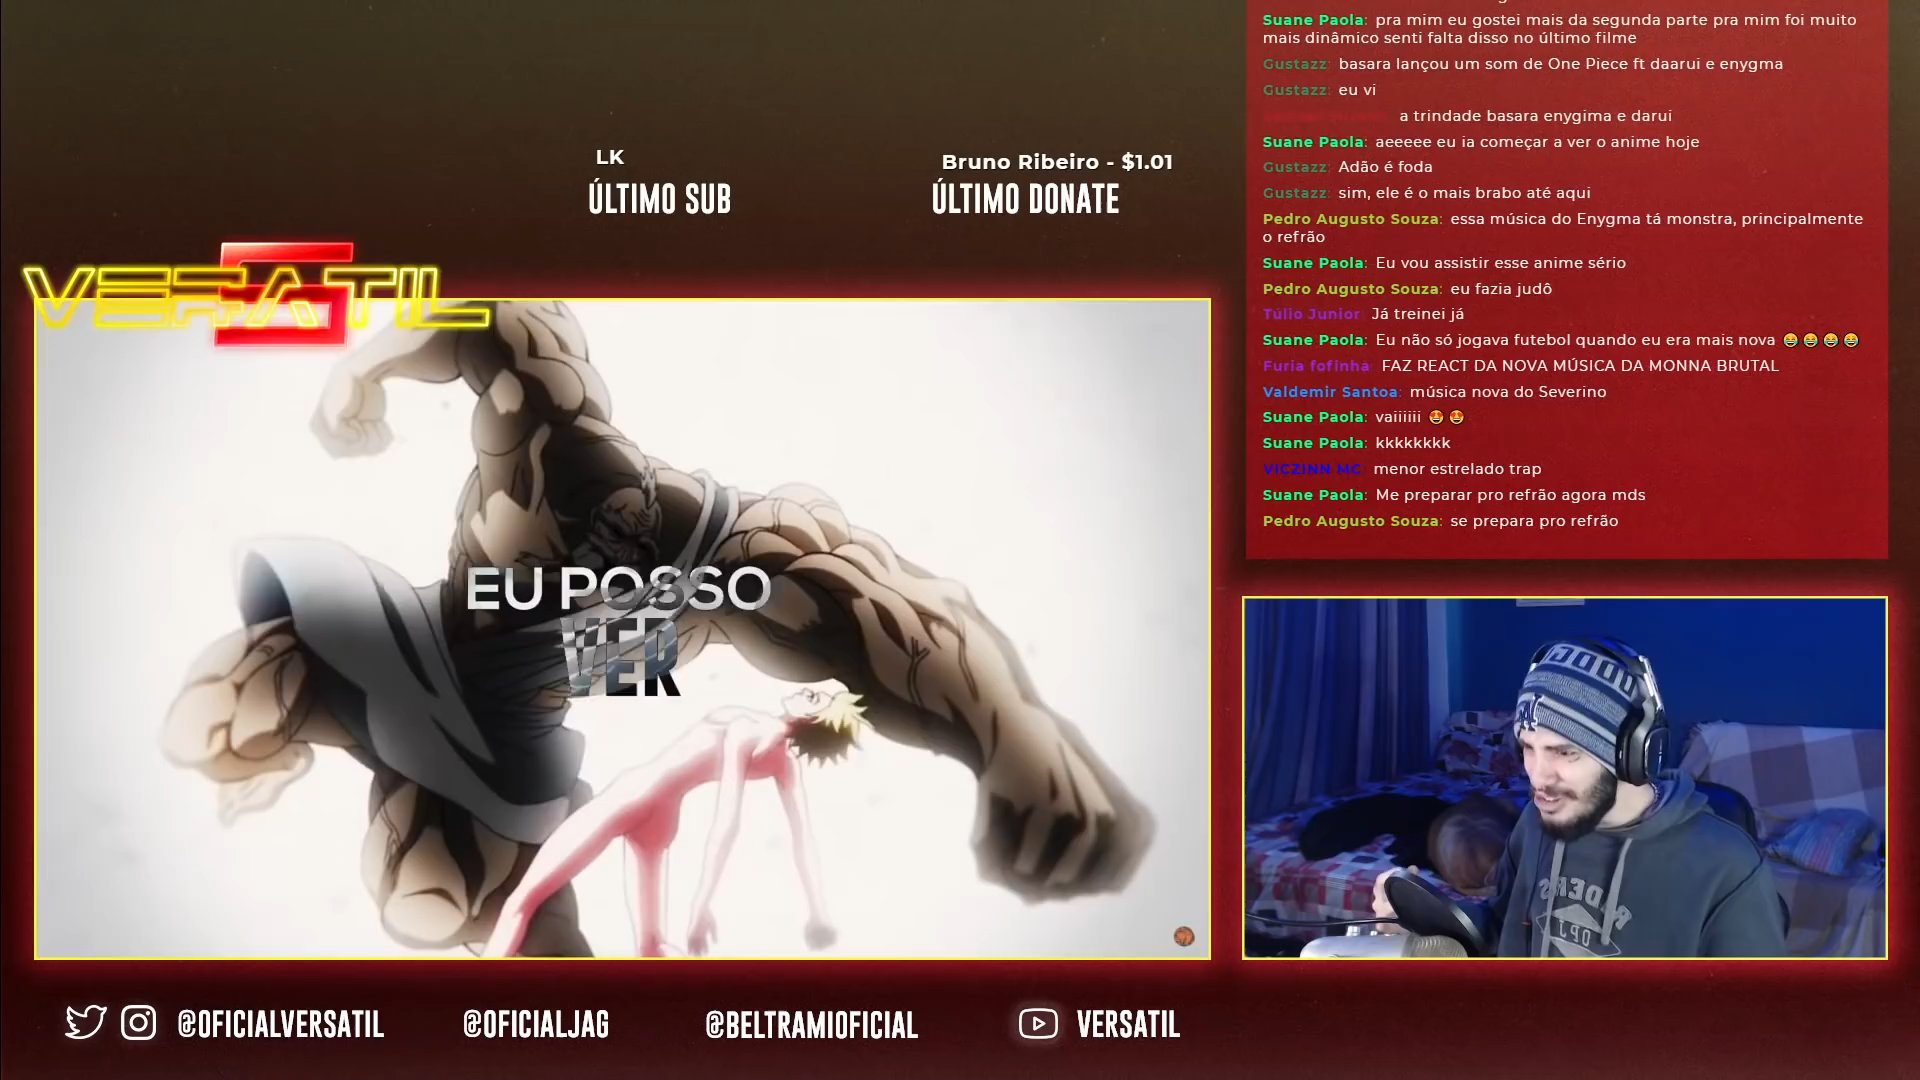 Suane Paola: pra mim eu gostei mais da segunda parte pra mim foi muito
mais dinâmico senti falta disso no último filme
Gustazz: basara lançou um som de One Piece ft daarui e enygma
Gustazz: eu vi
a trindade basara enygima e darui
Suane Paola: aeeeee eu ia começar a ver o anime hoje
Gustazz: Adão é foda
Gustazz: sim, ele é o mais brabo até aqui
Pedro Augusto Souza: essa música do Enygma tá monstra, principalmente
o refrão
Suane Paola: Eu vou assistir esse anime sério
Pedro Augusto Souza: eu fazia judô
Túlio Junior: Já treinei já
Suane Paola: Eu não só jogava futebol quando eu era mais nova 😂😂😂😂
Furia fofinha: FAZ REACT DA NOVA MÚSICA DA MONNA BRUTAL
Valdemir Santoa: música nova do Severino
Suane Paola: vaiiiiii 😍😍
Suane Paola: kkkkkkkk
VICZINN MC: menor estrelado trap
Suane Paola: Me preparar pro refrão agora mds
Pedro Augusto Souza: se prepara pro refrão
LK
ÚLTIMO SUB
Bruno Ribeiro - $1.01
ÚLTIMO DONATE
VERSATIL
EU POSSO
VER
RAIDERS
@OFICIALVERSATIL
@OFICIALJAG
@BELTRAMIOFICIAL
VERSATIL